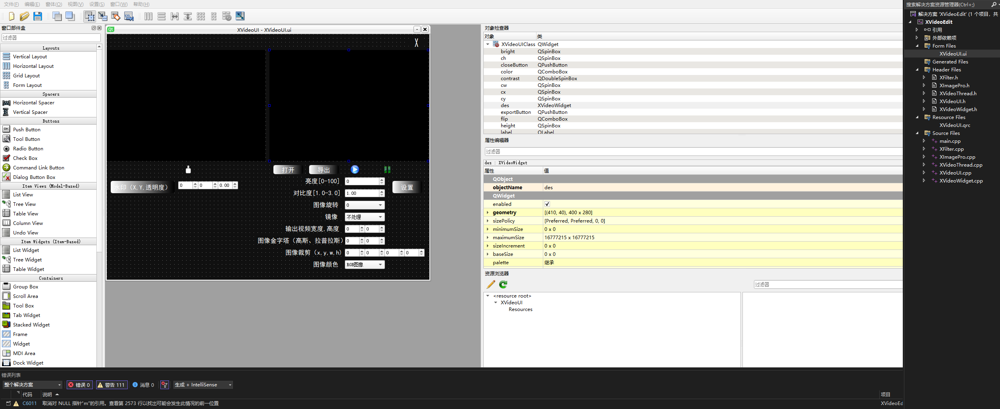 文件(F) 编辑(E) 窗体(O) 视图(V) 设置(S) 窗口(W) 帮助(H)
窗口部件盒
过滤器
Layouts
Vertical Layout
Horizontal Layout
Grid Layout
Form Layout
Spacers
Horizontal Spacer
Vertical Spacer
Buttons
OK Push Button
Tool Button
Radio Button
Check Box
Command Link Button
Dialog Button Box
Item Views (Model-Based)
List View
Tree View
Table View
Column View
Undo View
Item Widgets (Item-Based)
List Widget
Tree Widget
Table Widget
Containers
Group Box
Scroll Area
Tool Box
Tab Widget
Stacked Widget
Frame
Widget
MDI Area
Dock Widget
Qt XVideoUI - XVideoUI.ui
X
打开 导出
水印（X,Y,透明度） 0 0 0.00
亮度[0-100] 0
设置
对比度[1.0-3.0] 1.00
图像旋转 0
镜像 不处理
输出视频宽度,高度 0 0
图像金字塔（高斯、拉普拉斯） 0 0
图像裁剪（x,y,w,h） 0 0 0 0
图像颜色 RGB图像
对象检查器
对象 类
XVideoUIClass QWidget
bright QSpinBox
ch QSpinBox
closeButton QPushButton
color QComboBox
contrast QDoubleSpinBox
cw QSpinBox
cx QSpinBox
cy QSpinBox
des XVideoWidget
exportButton QPushButton
flip QComboBox
height QSpinBox
label QLabel
属性编辑器
过滤器
des : XVideoWidget
属性 值
QObject
objectName des
QWidget
enabled
geometry [(410, 40), 400 x 280]
sizePolicy [Preferred, Preferred, 0, 0]
minimumSize 0 x 0
maximumSize 16777215 x 16777215
sizeIncrement 0 x 0
baseSize 0 x 0
palette 继承
资源浏览器
过滤器
<resource root>
XVideoUI
Resources
搜索解决方案资源管理器(Ctrl+;)
解决方案 'XVideoEdit' (1 个项目，共
XVideoEdit
引用
外部依赖项
Form Files
XVideoUI.ui
Generated Files
Header Files
XFilter.h
XImagePro.h
XVideoThread.h
XVideoUI.h
XVideoWidget.h
Resource Files
XVideoUI.qrc
Source Files
main.cpp
XFilter.cpp
XImagePro.cpp
XVideoThread.cpp
XVideoUI.cpp
XVideoWidget.cpp
错误列表
整个解决方案 错误 0 警告 111 消息 0 生成 + IntelliSense
代码 说明 项目
C6011 取消对 NULL 指针“m”的引用。查看第 2573 行以找出可能会发生此情况的前一位置 XVideoEd